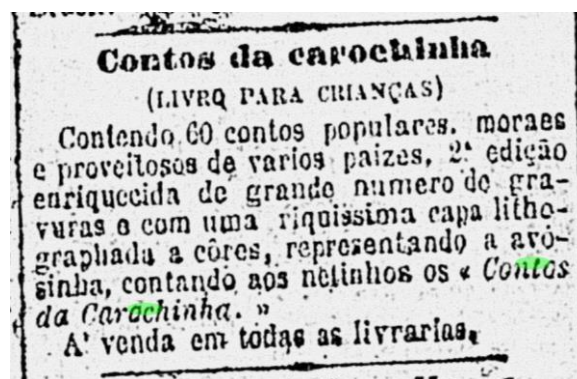 Contos da carochinha
(LIVRO PARA CRIANÇAS)
Contendo 60 contos populares, moraes
e proveitosos de varios paizes, 2ª edição
enriquecida de grande numero de gra-
vuras e com uma riquissima capa litho-
graphada a côres, representando a avó-
sinha, contando aos netinhos os « Contos
da Carochinha. »
A' venda em todas as livrarias.